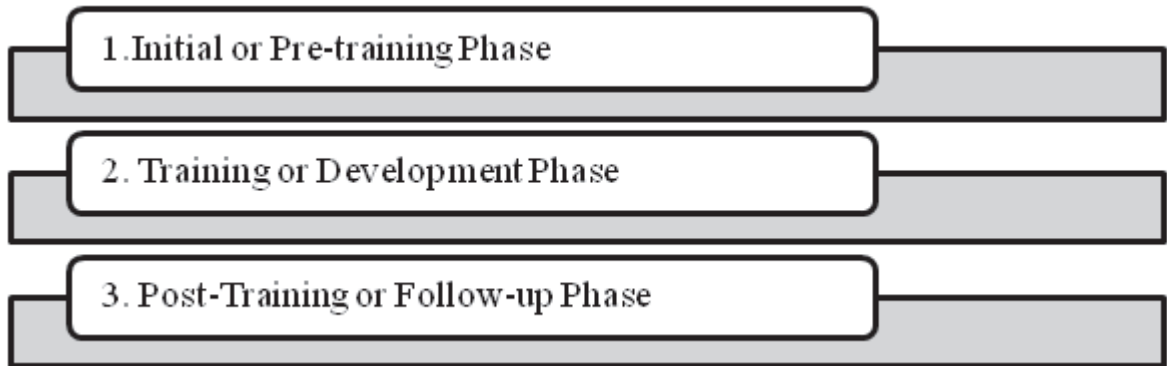 1.Initial or Pre-training Phase
2. Training or Development Phase
3. Post-Training or Follow-up Phase